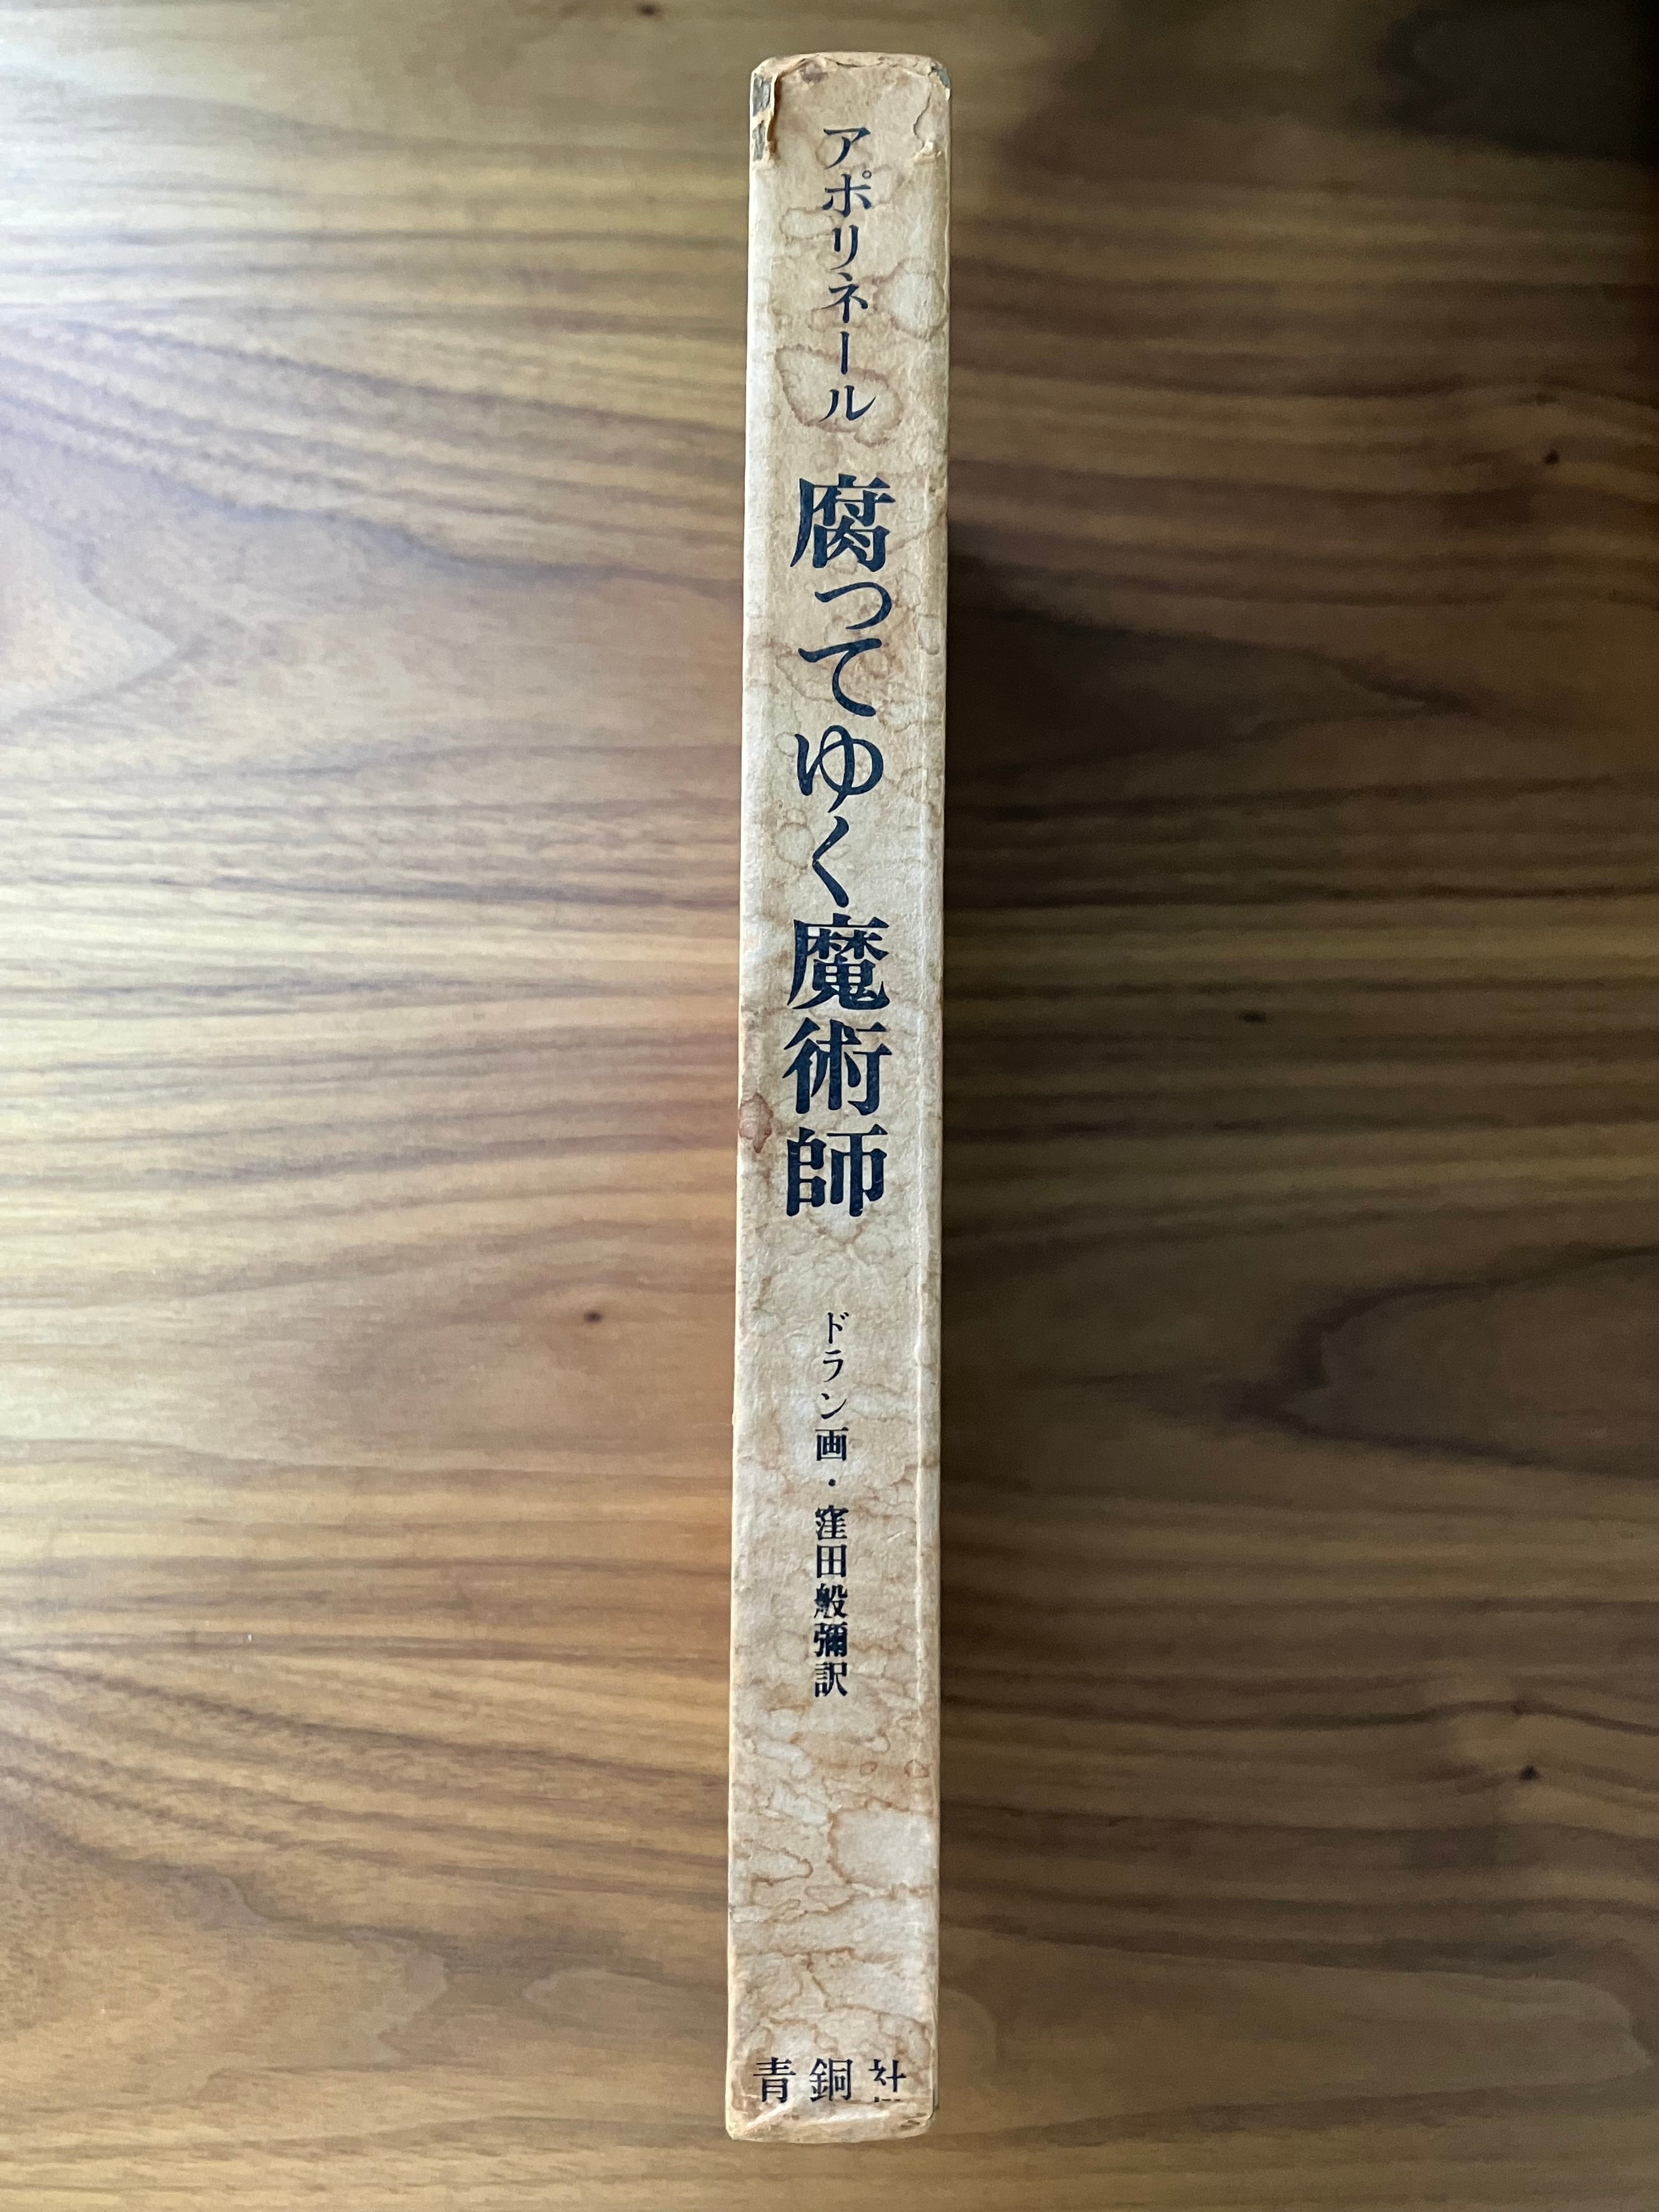 アポリネール
腐ってゆく魔術師
ドラン画・窪田般彌訳
青銅社